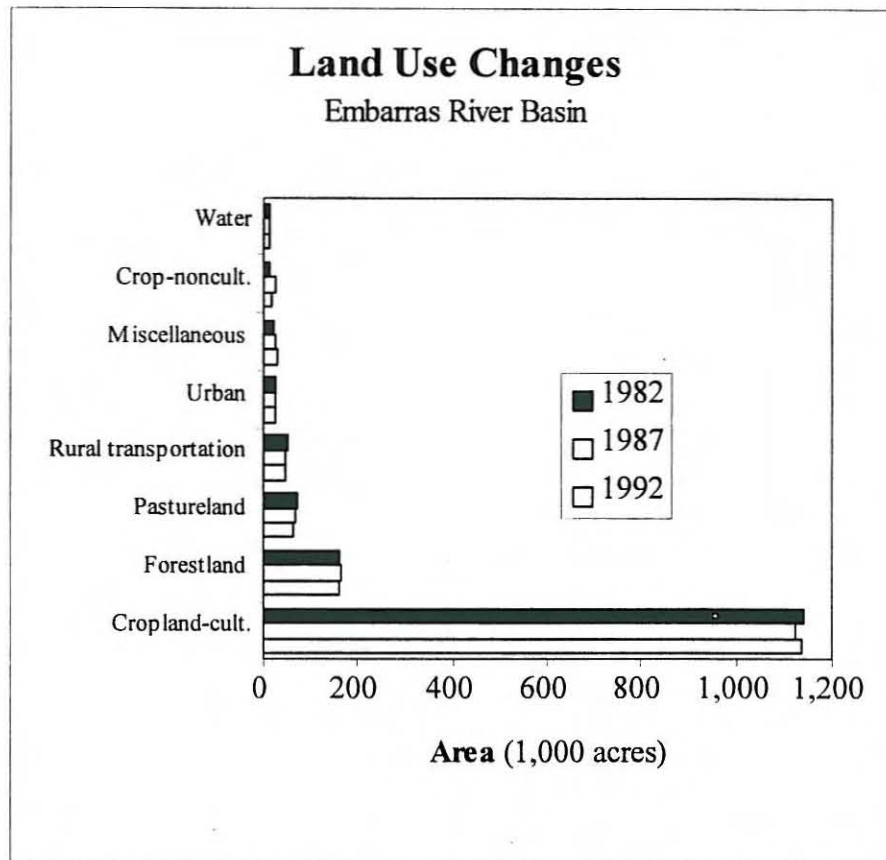 Land Use Changes
Embarras River Basin
Water
Crop-noncult.
Miscellaneous
Urban
Rural transportation
Pastureland
Forestland
Cropland-cult.
1982
1987
1992
0 200 400 600 800 1,000 1,200
Area (1,000 acres)